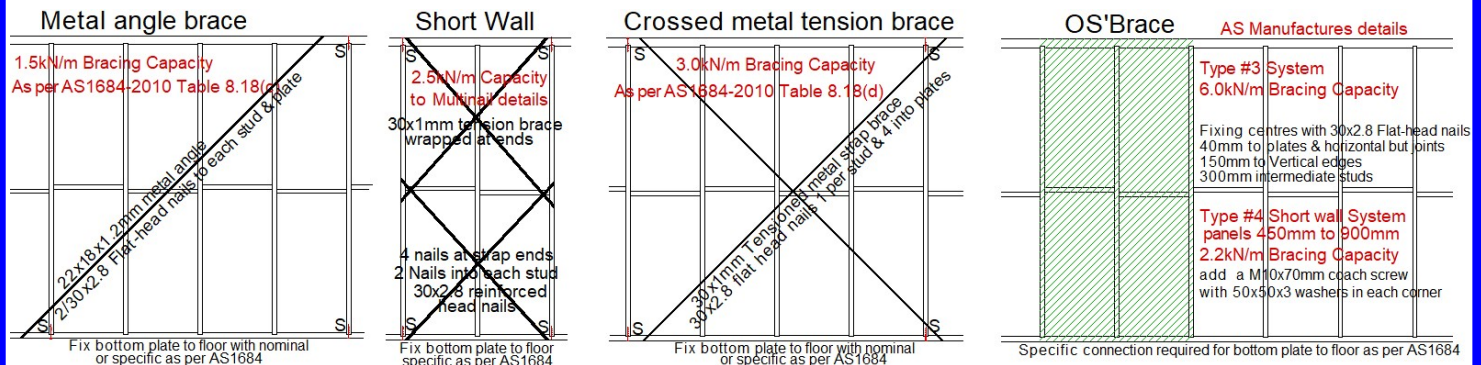 Metal angle brace
1.5kN/m Bracing Capacity
As per AS1684-2010 Table 8.18(c)
22x18x1.2mm metal angle
2/30x2.8 Flat-head nails to each stud & plate
S
S
S
Fix bottom plate to floor with nominal
or specific as per AS1684
Short Wall
S
S
2.5kN/m Capacity
to Multinail details
30x1mm tension brace
wrapped at ends
4 nails at strap ends
2 Nails into each stud
30x2.8 reinforced
head nails
S
S
Fix bottom plate to floor
specific as per AS1684
Crossed metal tension brace
S
S
3.0kN/m Bracing Capacity
As per AS1684-2010 Table 8.18(d)
30x1mm Tensioned metal strap brace
30x2.8 flat head nails 1 per stud & 4 into plates
S
S
Fix bottom plate to floor with nominal
or specific as per AS1684
OS'Brace
AS Manufactures details
Type #3 System
6.0kN/m Bracing Capacity
Fixing centres with 30x2.8 Flat-head nails
40mm to plates & horizontal but joints
150mm to Vertical edges
300mm intermediate studs
Type #4 Short wall System
panels 450mm to 900mm
2.2kN/m Bracing Capacity
add a M10x70mm coach screw
with 50x50x3 washers in each corner
Specific connection required for bottom plate to floor as per AS1684